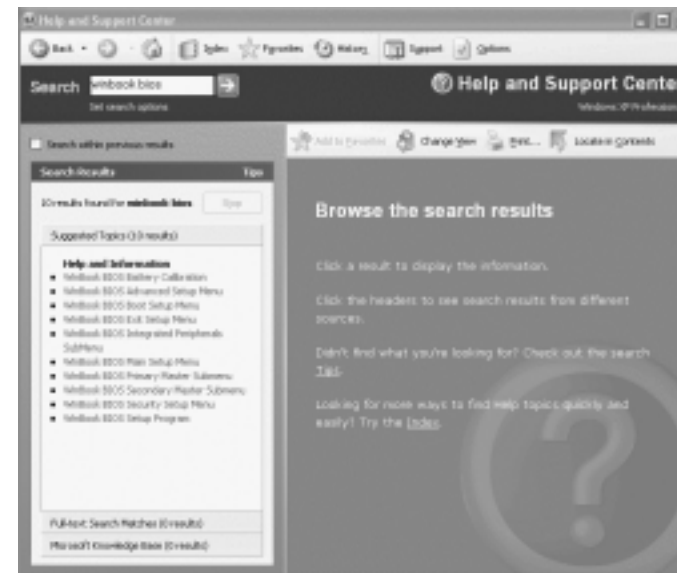 Help and Support Center
Back
Index
Favorites
History
Support
Options
Search
winbook bios
Set search options
Help and Support Cente
Windows XP Profession
Search within previous results
Add to Favorites
Change View
Print...
Locate in Contents
Search Results Tips
10 results found for winbook bios
Suggested Topics (10 results)
Help and Information
WinBook BIOS Battery Calibration
WinBook BIOS Advanced Setup Menu
WinBook BIOS Boot Setup Menu
WinBook BIOS Exit Setup Menu
WinBook BIOS Integrated Peripherals
SubMenu
WinBook BIOS Main Setup Menu
WinBook BIOS Primary Master Submenu
WinBook BIOS Secondary Master Submenu
WinBook BIOS Security Setup Menu
WinBook BIOS Setup Program
Full-text Search Matches (0 results)
Microsoft Knowledge Base (0 results)
Browse the search results
Click a result to display the information.
Click the headers to see search results from different
sources.
Didn't find what you're looking for? Check out the search
Tips.
Looking for more ways to find Help topics quickly and
easily? Try the Index.